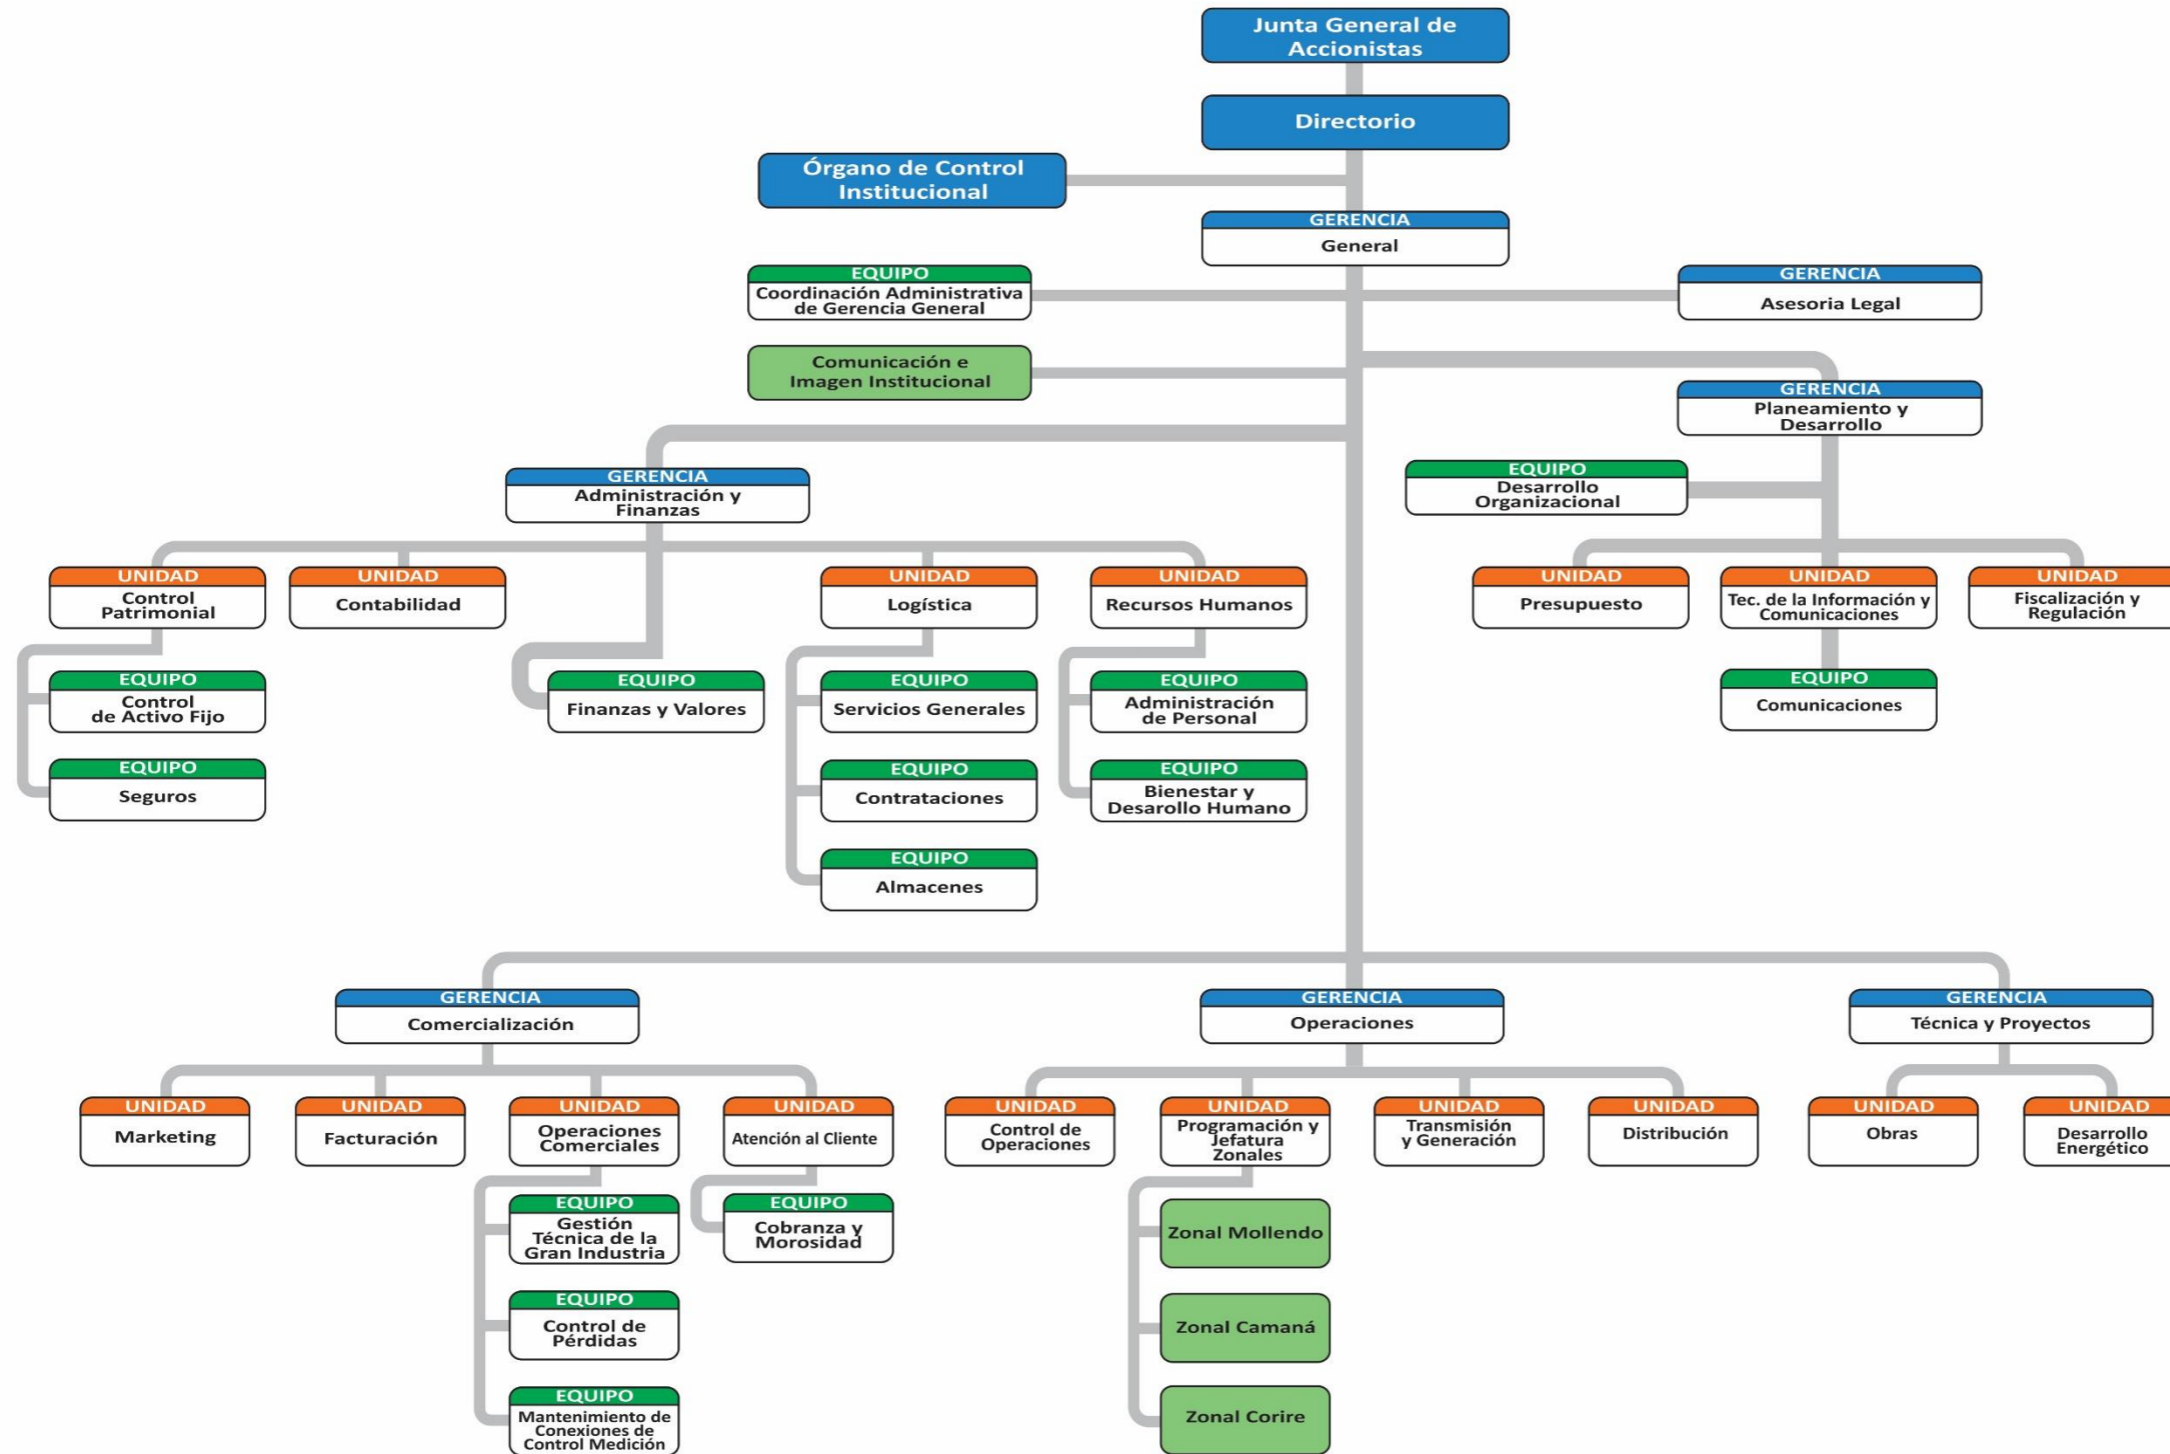 Junta General de
Accionistas
Directorio
Órgano de Control
Institucional
GERENCIA
General
EQUIPO
Coordinación Administrativa
de Gerencia General
GERENCIA
Asesoria Legal
Comunicación e
Imagen Institucional
GERENCIA
Planeamiento y
Desarrollo
EQUIPO
Desarrollo
Organizacional
GERENCIA
Administración y
Finanzas
UNIDAD
Control
Patrimonial
UNIDAD
Contabilidad
UNIDAD
Logística
UNIDAD
Recursos Humanos
UNIDAD
Presupuesto
UNIDAD
Tec. de la Información y
Comunicaciones
UNIDAD
Fiscalización y
Regulación
EQUIPO
Control
de Activo Fijo
EQUIPO
Finanzas y Valores
EQUIPO
Servicios Generales
EQUIPO
Administración
de Personal
EQUIPO
Comunicaciones
EQUIPO
Seguros
EQUIPO
Contrataciones
EQUIPO
Bienestar y
Desarollo Humano
EQUIPO
Almacenes
GERENCIA
Comercialización
GERENCIA
Operaciones
GERENCIA
Técnica y Proyectos
UNIDAD
Marketing
UNIDAD
Facturación
UNIDAD
Operaciones
Comerciales
UNIDAD
Atención al Cliente
UNIDAD
Control de
Operaciones
UNIDAD
Programación y
Jefatura
Zonales
UNIDAD
Transmisión
y Generación
UNIDAD
Distribución
UNIDAD
Obras
UNIDAD
Desarrollo
Energético
EQUIPO
Gestión
Técnica de la
Gran Industria
EQUIPO
Cobranza y
Morosidad
Zonal Mollendo
EQUIPO
Control de
Pérdidas
Zonal Camaná
EQUIPO
Mantenimiento de
Conexiones de
Control Medición
Zonal Corire